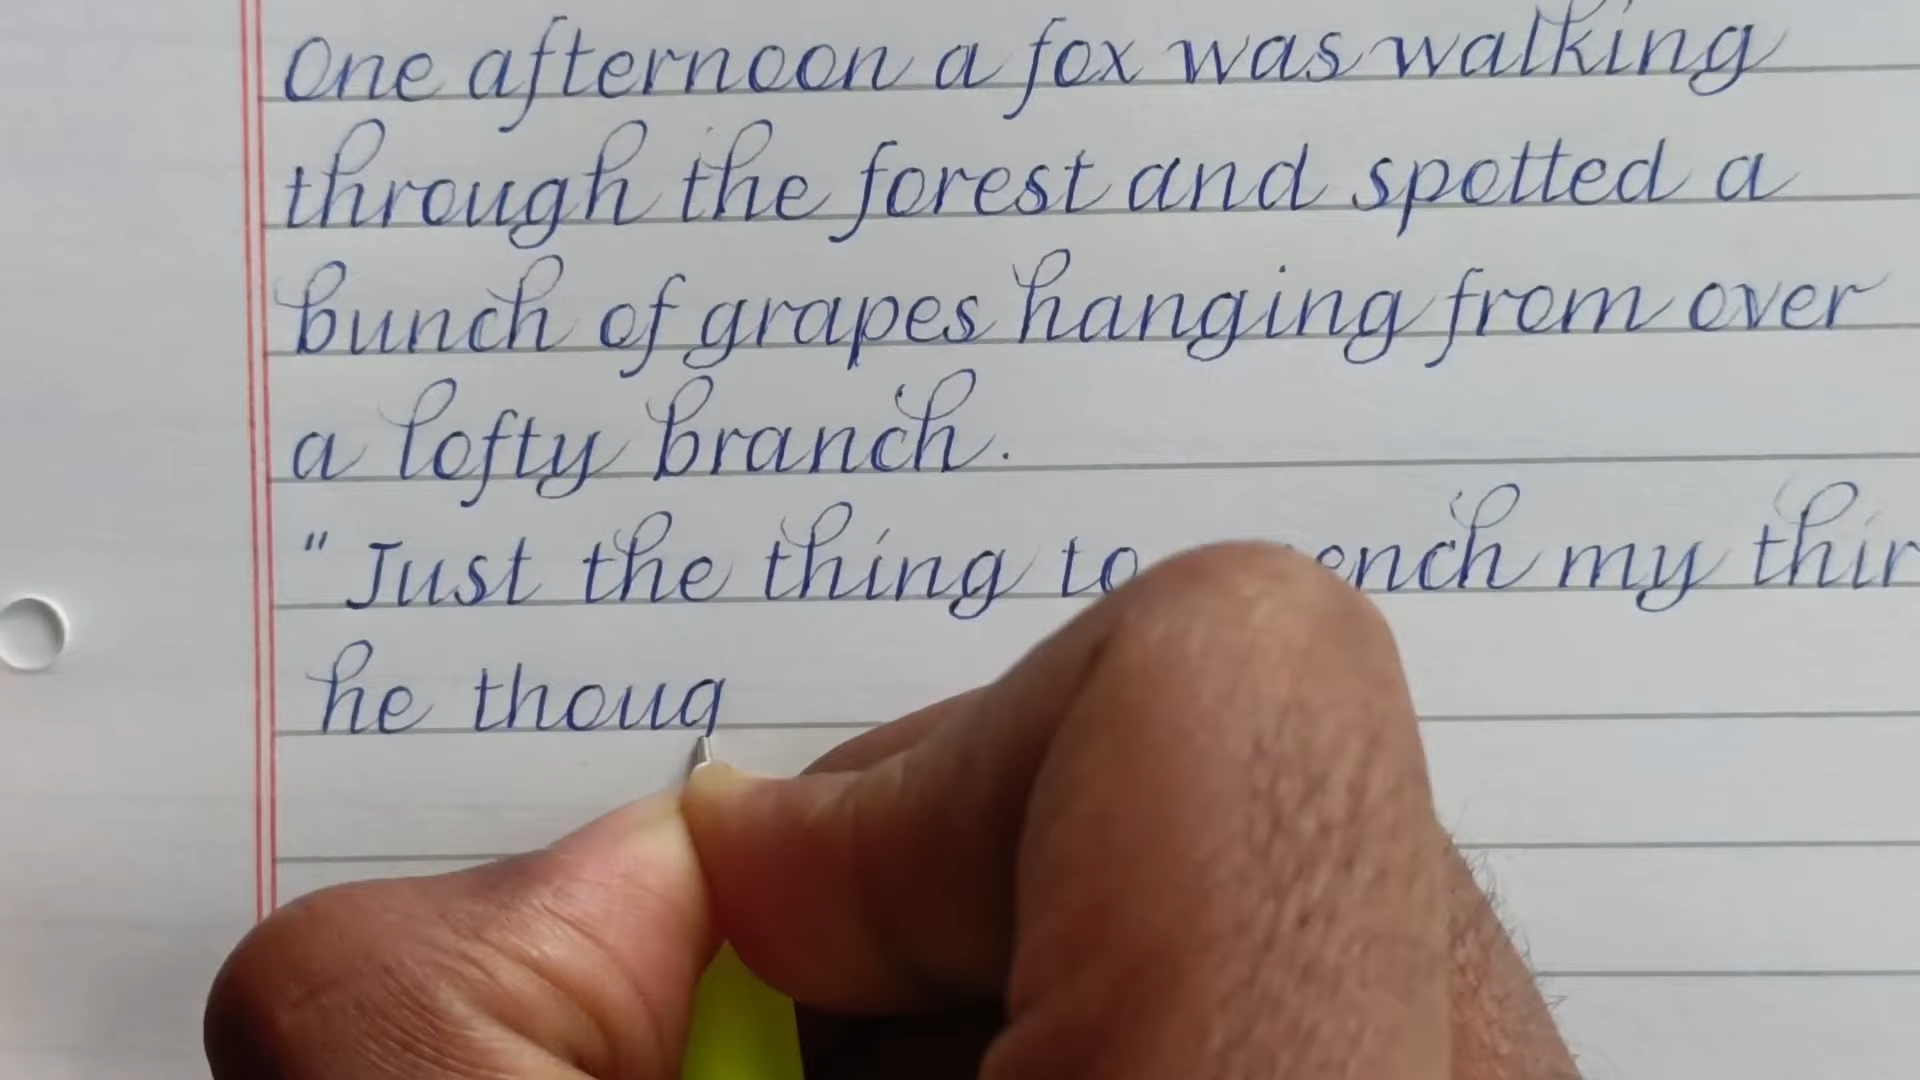 One afternoon a fox was walking
through the forest and spotted a
bunch of grapes hanging from over
a lofty branch.
"Just the thing to my
he